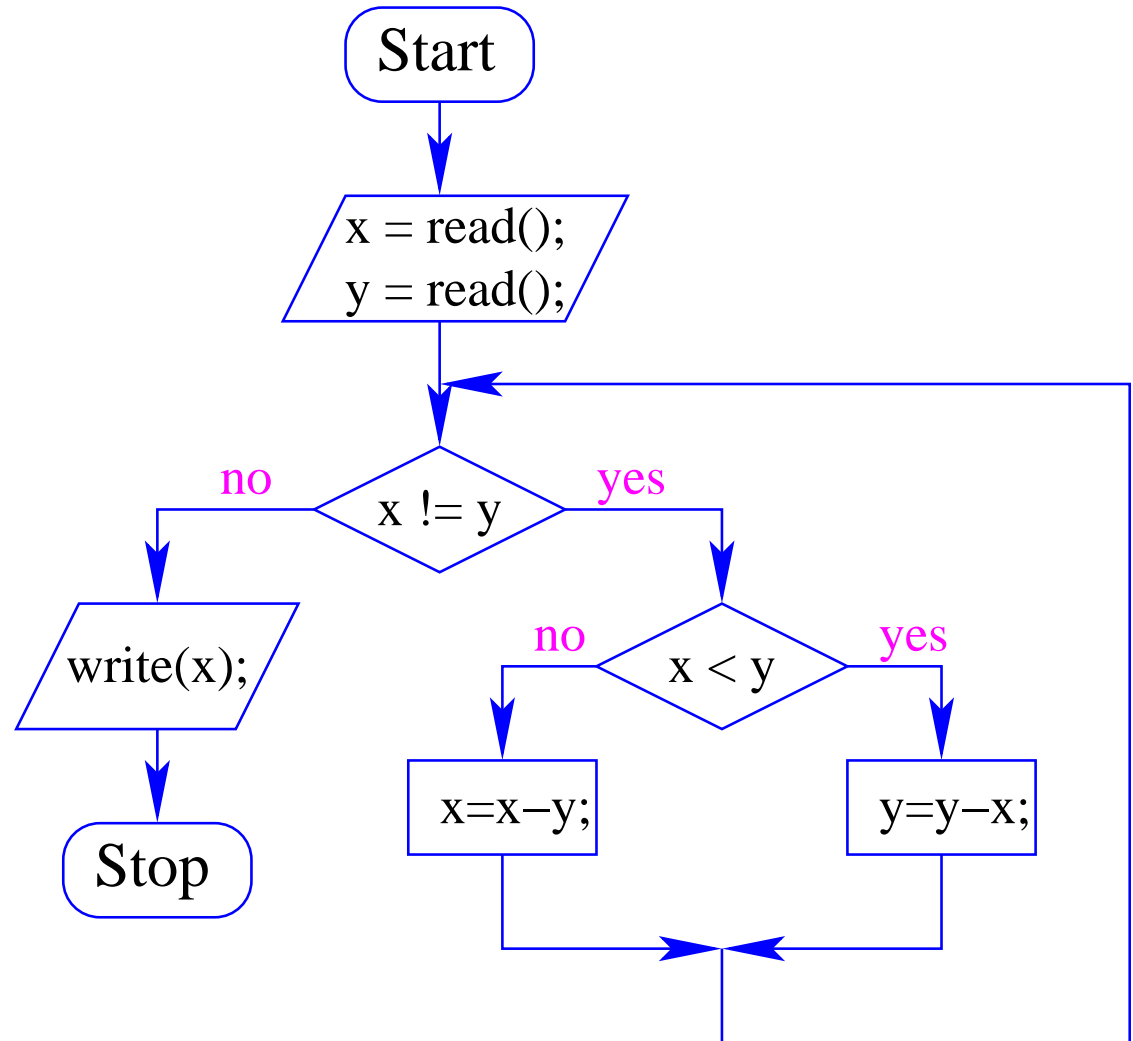 Start
x = read();
y = read();
no
yes
x != y
no
yes
write(x);
x < y
x=x−y;
y=y−x;
Stop